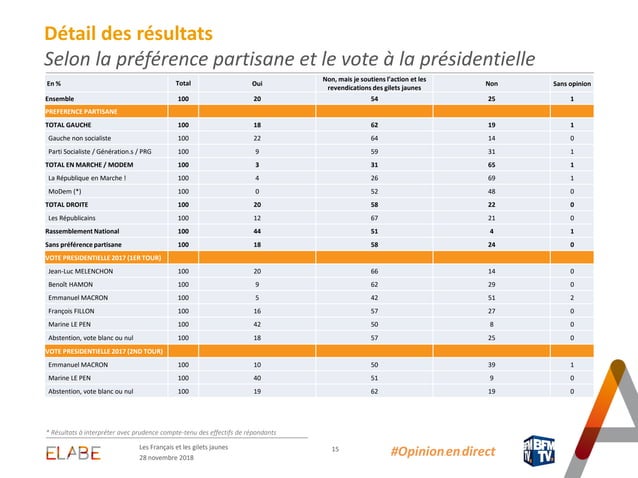 Détail des résultats
Selon la préférence partisane et le vote à la présidentielle
En % Total Oui Non, mais je soutiens l'action et les revendications des gilets jaunes Non Sans opinion
Ensemble 100 20 54 25 1
PREFERENCE PARTISANE
TOTAL GAUCHE 100 18 62 19 1
Gauche non socialiste 100 22 64 14 0
Parti Socialiste / Génération.s / PRG 100 9 59 31 1
TOTAL EN MARCHE / MODEM 100 3 31 65 1
La République en Marche ! 100 4 26 69 1
MoDem (*) 100 0 52 48 0
TOTAL DROITE 100 20 58 22 0
Les Républicains 100 12 67 21 0
Rassemblement National 100 44 51 4 1
Sans préférence partisane 100 18 58 24 0
VOTE PRESIDENTIELLE 2017 (1ER TOUR)
Jean-Luc MELENCHON 100 20 66 14 0
Benoît HAMON 100 9 62 29 0
Emmanuel MACRON 100 5 42 51 2
François FILLON 100 16 57 27 0
Marine LE PEN 100 42 50 8 0
Abstention, vote blanc ou nul 100 18 57 25 0
VOTE PRESIDENTIELLE 2017 (2ND TOUR)
Emmanuel MACRON 100 10 50 39 1
Marine LE PEN 100 40 51 9 0
Abstention, vote blanc ou nul 100 19 62 19 0
* Résultats à interpréter avec prudence compte-tenu des effectifs de répondants
ELABE
Les Français et les gilets jaunes
28 novembre 2018
15
#Opinionendirect
BFM
TV.